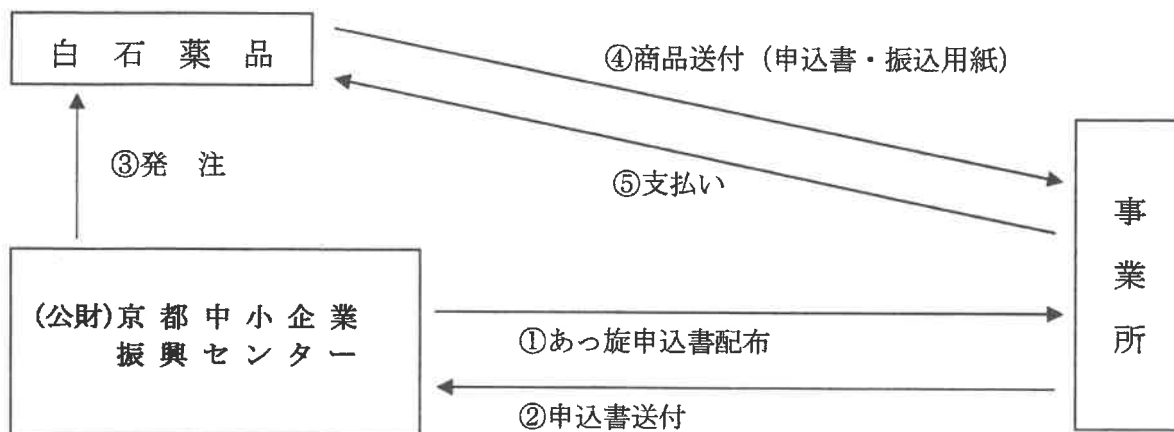 白石薬品
④商品送付（申込書・振込用紙）
③発　注
⑤支払い
事業所
(公財)京都中小企業
振興センター
①あっ旋申込書配布
②申込書送付